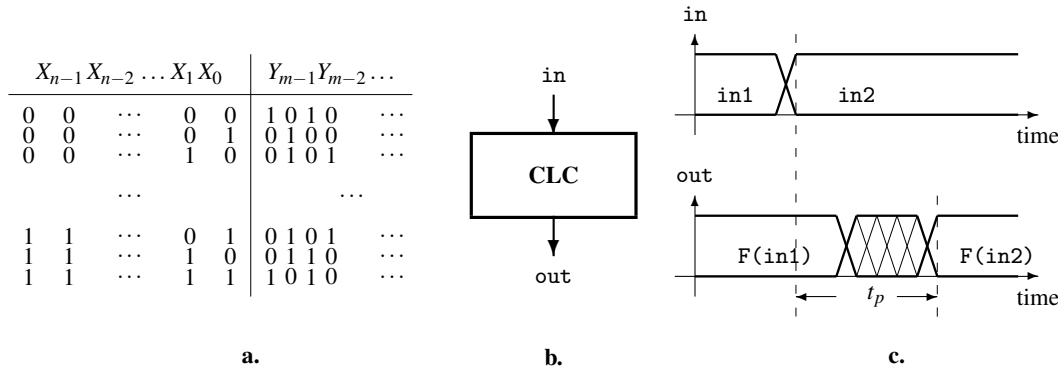 X_{n−1} X_{n−2} … X_1 X_0 Y_{m−1} Y_{m−2} …
0 0 ⋯ 0 0 1 0 1 0 ⋯
0 0 ⋯ 0 1 0 1 0 0 ⋯
0 0 ⋯ 1 0 0 1 0 1 ⋯
⋯ ⋯
1 1 ⋯ 0 1 0 1 0 1 ⋯
1 1 ⋯ 1 0 0 1 1 0 ⋯
1 1 ⋯ 1 1 1 0 1 0 ⋯
a.
in
CLC
out
b.
in
in1 in2
time
out
F(in1) F(in2)
time
t_p
c.